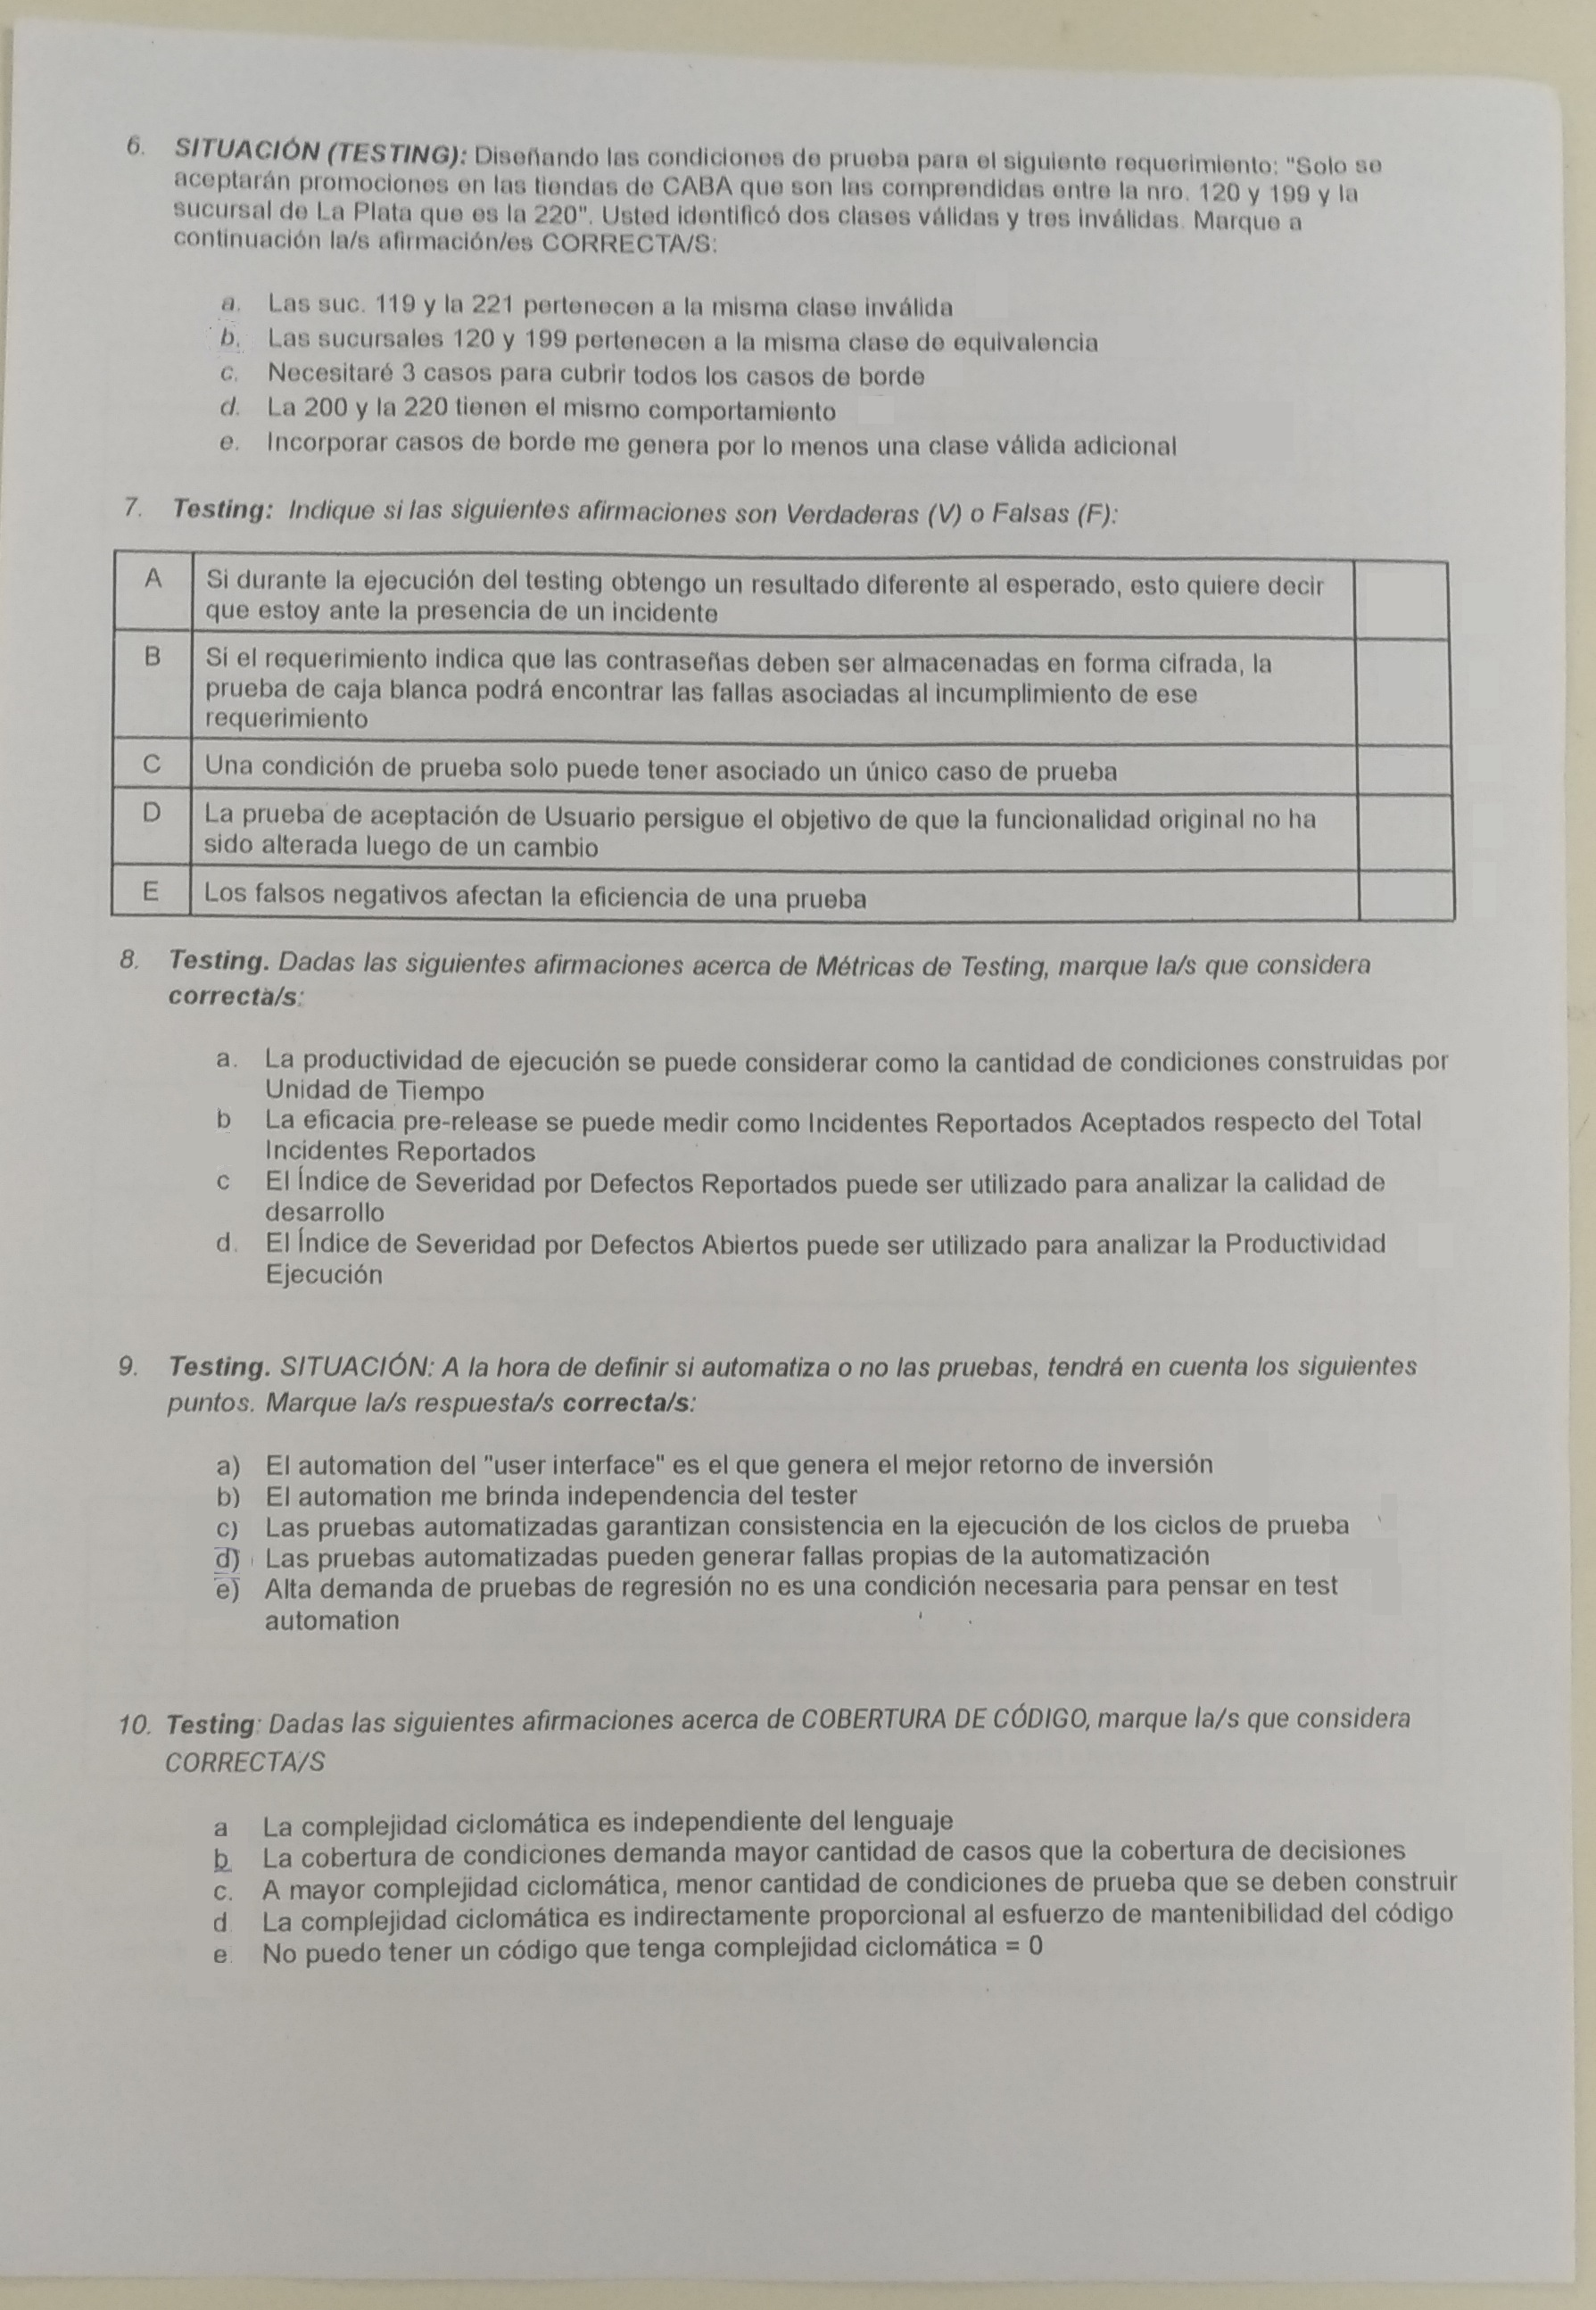 6. SITUACIÓN (TESTING): Diseñando las condiciones de prueba para el siguiente requerimiento: "Solo se
aceptarán promociones en las tiendas de CABA que son las comprendidas entre la nro. 120 y 199 y la
sucursal de La Plata que es la 220". Usted identificó dos clases válidas y tres inválidas. Marque a
continuación la/s afirmación/es CORRECTA/S:
a. Las suc. 119 y la 221 pertenecen a la misma clase inválida
b. Las sucursales 120 y 199 pertenecen a la misma clase de equivalencia
c. Necesitaré 3 casos para cubrir todos los casos de borde
d. La 200 y la 220 tienen el mismo comportamiento
e. Incorporar casos de borde me genera por lo menos una clase válida adicional
7. Testing: Indique si las siguientes afirmaciones son Verdaderas (V) o Falsas (F):
A Si durante la ejecución del testing obtengo un resultado diferente al esperado, esto quiere decir
que estoy ante la presencia de un incidente
B Si el requerimiento indica que las contraseñas deben ser almacenadas en forma cifrada, la
prueba de caja blanca podrá encontrar las fallas asociadas al incumplimiento de ese
requerimiento
C Una condición de prueba solo puede tener asociado un único caso de prueba
D La prueba de aceptación de Usuario persigue el objetivo de que la funcionalidad original no ha
sido alterada luego de un cambio
E Los falsos negativos afectan la eficiencia de una prueba
8. Testing. Dadas las siguientes afirmaciones acerca de Métricas de Testing, marque la/s que considera
correcta/s:
a. La productividad de ejecución se puede considerar como la cantidad de condiciones construidas por
Unidad de Tiempo
b La eficacia pre-release se puede medir como Incidentes Reportados Aceptados respecto del Total
Incidentes Reportados
c El Índice de Severidad por Defectos Reportados puede ser utilizado para analizar la calidad de
desarrollo
d. El Índice de Severidad por Defectos Abiertos puede ser utilizado para analizar la Productividad
Ejecución
9. Testing. SITUACIÓN: A la hora de definir si automatiza o no las pruebas, tendrá en cuenta los siguientes
puntos. Marque la/s respuesta/s correcta/s:
a) El automation del "user interface" es el que genera el mejor retorno de inversión
b) El automation me brinda independencia del tester
c) Las pruebas automatizadas garantizan consistencia en la ejecución de los ciclos de prueba
d) Las pruebas automatizadas pueden generar fallas propias de la automatización
e) Alta demanda de pruebas de regresión no es una condición necesaria para pensar en test
automation
10. Testing: Dadas las siguientes afirmaciones acerca de COBERTURA DE CÓDIGO, marque la/s que considera
CORRECTA/S
a La complejidad ciclomática es independiente del lenguaje
b. La cobertura de condiciones demanda mayor cantidad de casos que la cobertura de decisiones
c. A mayor complejidad ciclomática, menor cantidad de condiciones de prueba que se deben construir
d La complejidad ciclomática es indirectamente proporcional al esfuerzo de mantenibilidad del código
e. No puedo tener un código que tenga complejidad ciclomática = 0